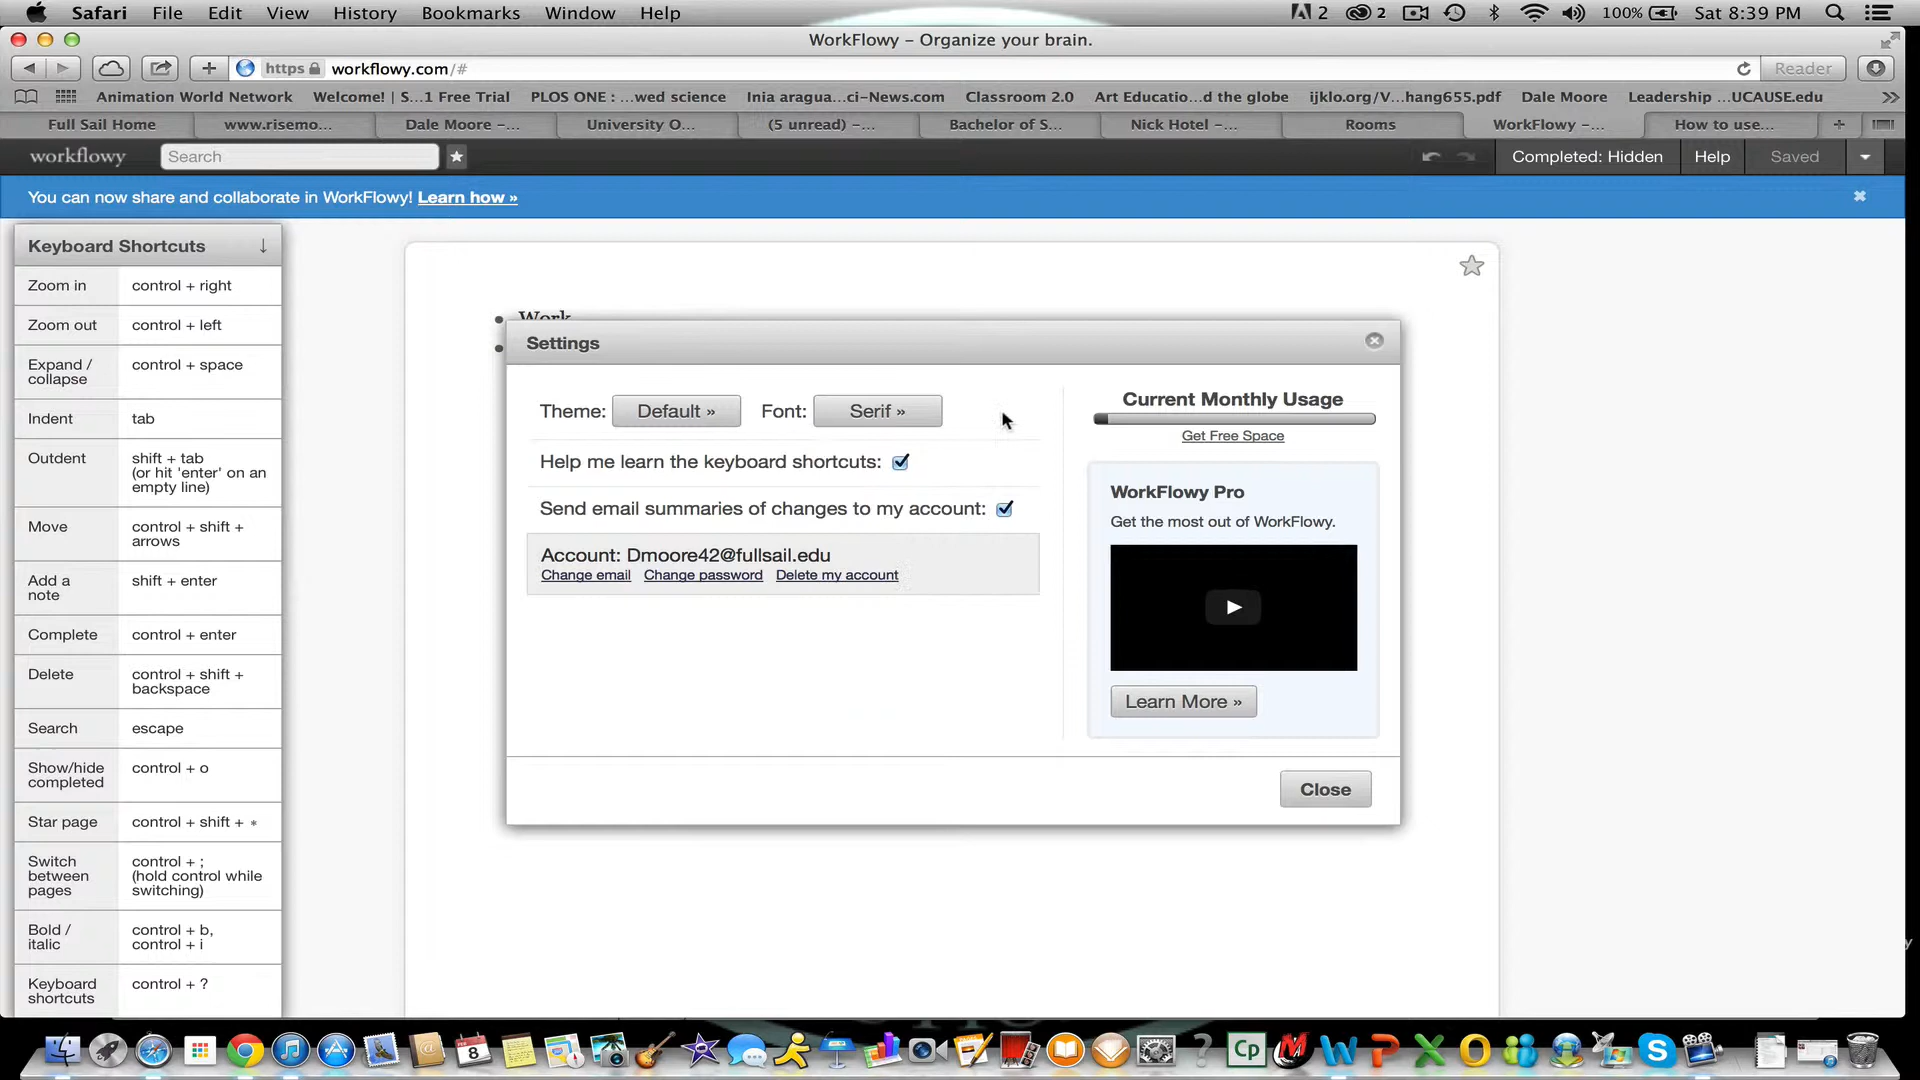 Safari File Edit View History Bookmarks Window Help 2 2 100% Sat 8:39 PM
WorkFlowy – Organize your brain.
https workflowy.com/# Reader
Animation World Network Welcome! | S...1 Free Trial PLOS ONE : ...wed science Inia aragua...ci-News.com Classroom 2.0 Art Educatio...d the globe ijklo.org/V...hang655.pdf Dale Moore Leadership ...UCAUSE.edu
Full Sail Home www.risemo... Dale Moore –... University O... (5 unread) –... Bachelor of S... Nick Hotel –... Rooms WorkFlowy –... How to use...
workflowy Search Completed: Hidden Help Saved
You can now share and collaborate in WorkFlowy! Learn how »
Keyboard Shortcuts ↓
Zoom in control + right
Zoom out control + left
Expand / collapse control + space
Indent tab
Outdent shift + tab
(or hit 'enter' on an
empty line)
Move control + shift +
arrows
Add a
note shift + enter
Complete control + enter
Delete control + shift +
backspace
Search escape
Show/hide
completed control + o
Star page control + shift + *
Switch
between
pages control + ;
(hold control while
switching)
Bold /
italic control + b,
control + i
Keyboard
shortcuts control + ?
Work
Settings
Theme: Default » Font: Serif »
Help me learn the keyboard shortcuts:
Send email summaries of changes to my account:
Account: Dmoore42@fullsail.edu
Change email Change password Delete my account
Current Monthly Usage
Get Free Space
WorkFlowy Pro
Get the most out of WorkFlowy.
Learn More »
Close
8
Cp